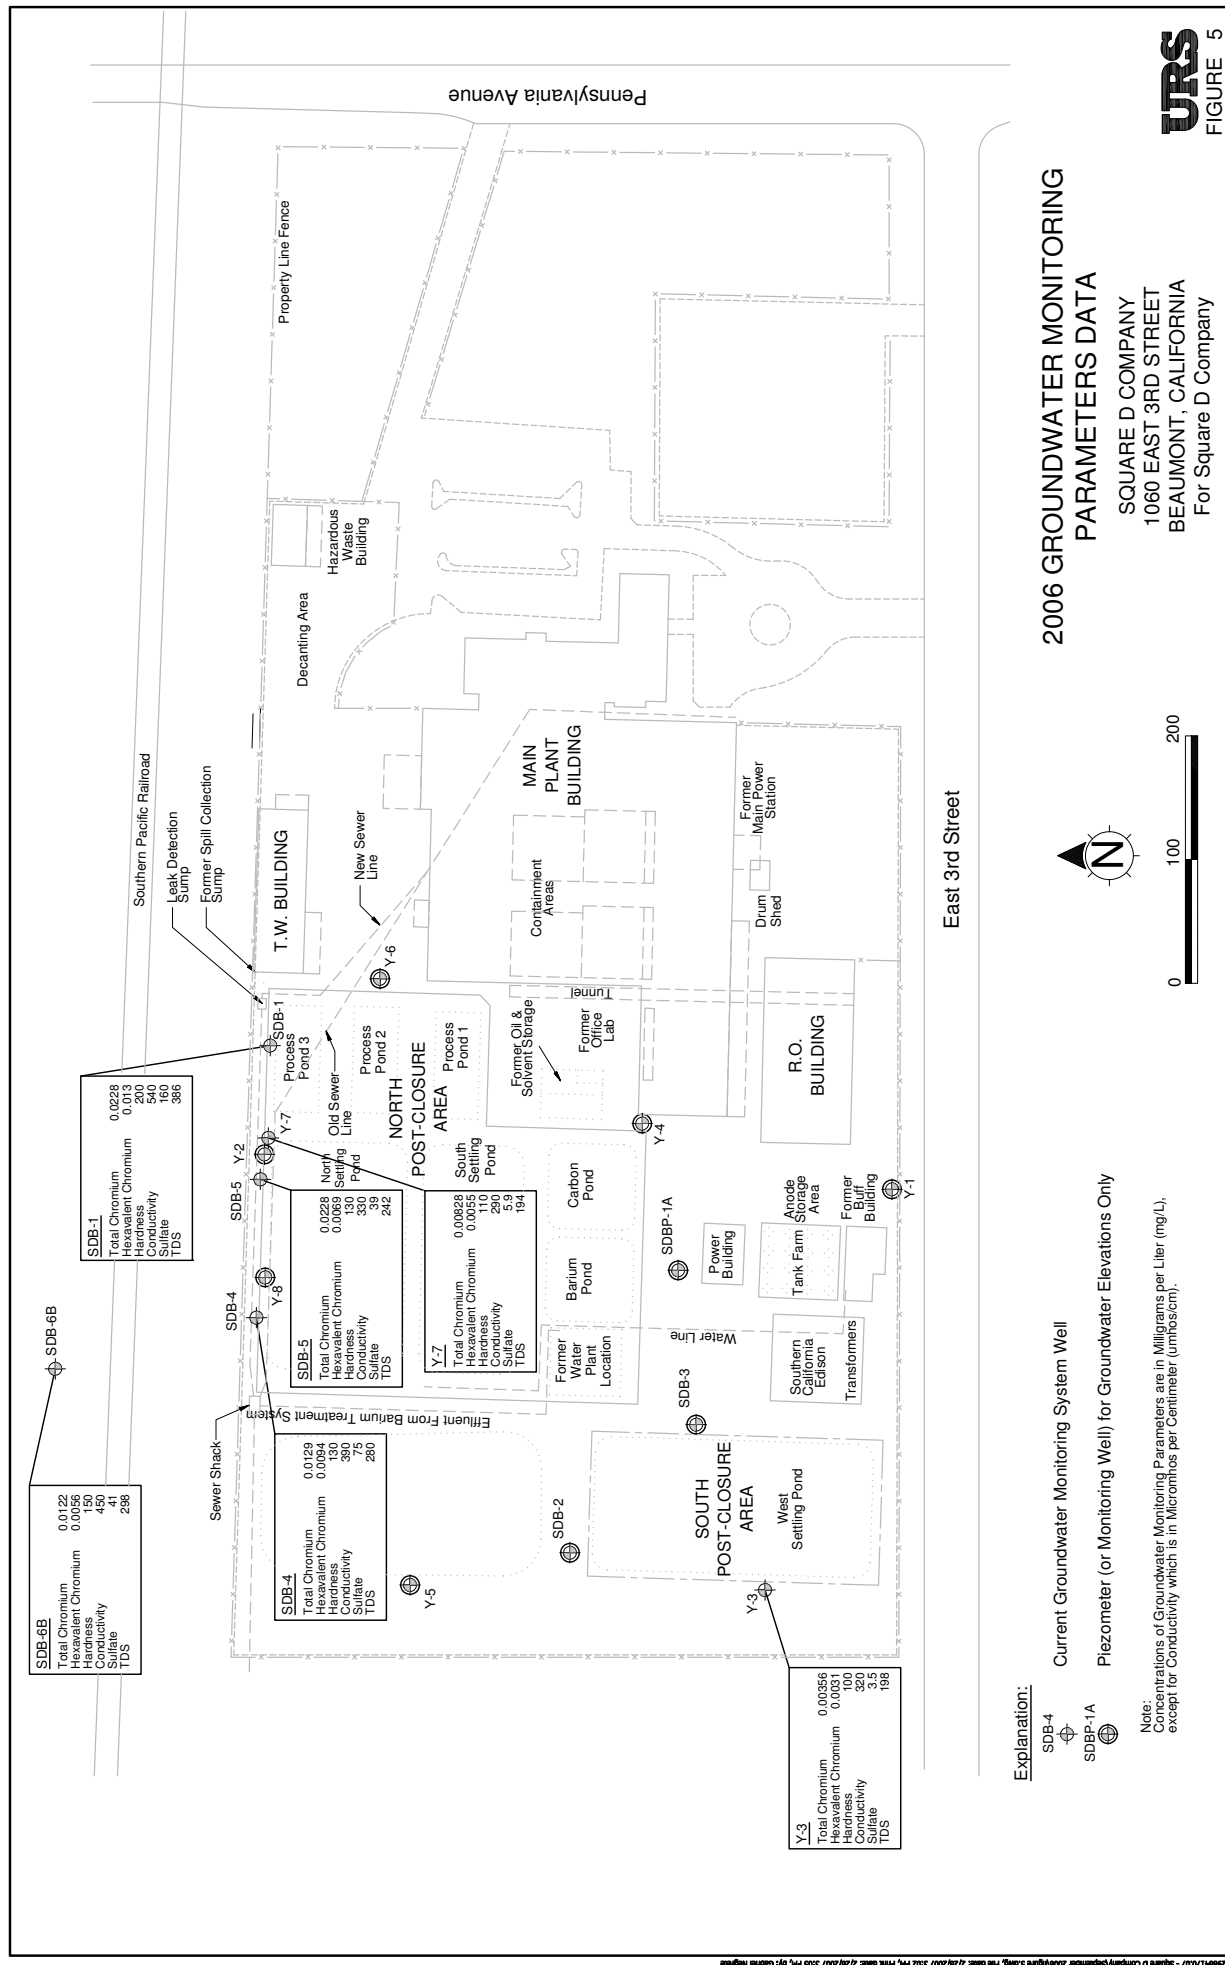 SDB-6B
SDB-6B
Total Chromium 0.0122
Hexavalent Chromium 0.0056
Hardness 150
Conductivity 450
Sulfate 41
TDS 298
SDB-1
Total Chromium 0.0228
Hexavalent Chromium 0.013
Hardness 200
Conductivity 540
Sulfate 160
TDS 386
Southern Pacific Railroad
Leak Detection
Sump
Former Spill Collection
Sump
Pennsylvania Avenue
Property Line Fence
Sewer Shack
SDB-4
Y-8
SDB-5
Y-2
Y-7
SDB-1
T.W. BUILDING
Decanting Area
Hazardous
Waste
Building
SDB-4
Total Chromium 0.0129
Hexavalent Chromium 0.0094
Hardness 130
Conductivity 390
Sulfate 75
TDS 280
SDB-5
Total Chromium 0.0228
Hexavalent Chromium 0.0069
Hardness 130
Conductivity 330
Sulfate 39
TDS 242
Y-7
Total Chromium 0.00828
Hexavalent Chromium 0.0055
Hardness 110
Conductivity 290
Sulfate 5.9
TDS 194
Effluent From Barium Treatment System
North
Settling
Pond
Old Sewer
Line
Process
Pond 3
Process
Pond 2
Process
Pond 1
New Sewer
Line
Y-6
NORTH
POST-CLOSURE
AREA
South
Settling
Pond
Y-5
SDB-2
Former
Water
Plant
Location
Barium
Pond
Carbon
Pond
Former Oil &
Solvent Storage
Former
Office
Lab
Tunnel
Containment
Areas
MAIN
PLANT
BUILDING
Y-4
SDBP-1A
SDB-3
Water Line
SOUTH
POST-CLOSURE
AREA
West
Settling Pond
Y-3
Power
Building
Tank Farm
Anode
Storage
Area
Former
Buff
Building
Southern
California
Edison
Transformers
R.O.
BUILDING
Drum
Shed
Former
Main Power
Station
Y-1
Y-3
Total Chromium 0.00356
Hexavalent Chromium 0.0031
Hardness 100
Conductivity 320
Sulfate 3.5
TDS 198
East 3rd Street
Explanation:
SDB-4
Current Groundwater Monitoring System Well
SDBP-1A
Piezometer (or Monitoring Well) for Groundwater Elevations Only
Note:
Concentrations of Groundwater Monitoring Parameters are in Milligrams per Liter (mg/L),
except for Conductivity which is in Micromhos per Centimeter (umhos/cm).
N
0 100 200
2006 GROUNDWATER MONITORING
PARAMETERS DATA
SQUARE D COMPANY
1060 EAST 3RD STREET
BEAUMONT, CALIFORNIA
For Square D Company
URS
FIGURE 5